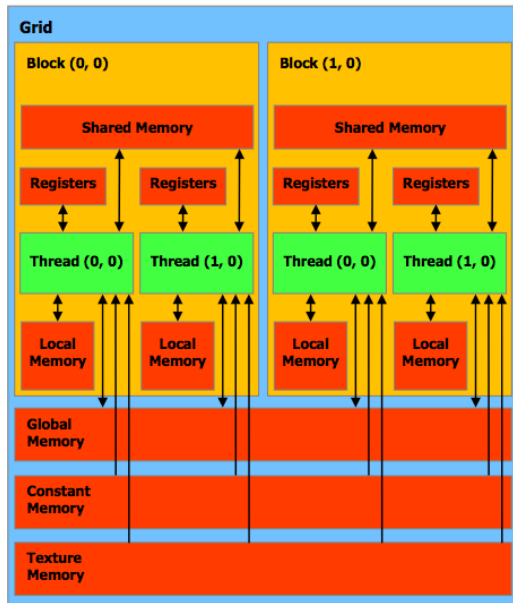 Grid
Block (0, 0)
Shared Memory
Registers
Registers
Thread (0, 0)
Thread (1, 0)
Local
Memory
Local
Memory
Block (1, 0)
Shared Memory
Registers
Registers
Thread (0, 0)
Thread (1, 0)
Local
Memory
Local
Memory
Global
Memory
Constant
Memory
Texture
Memory